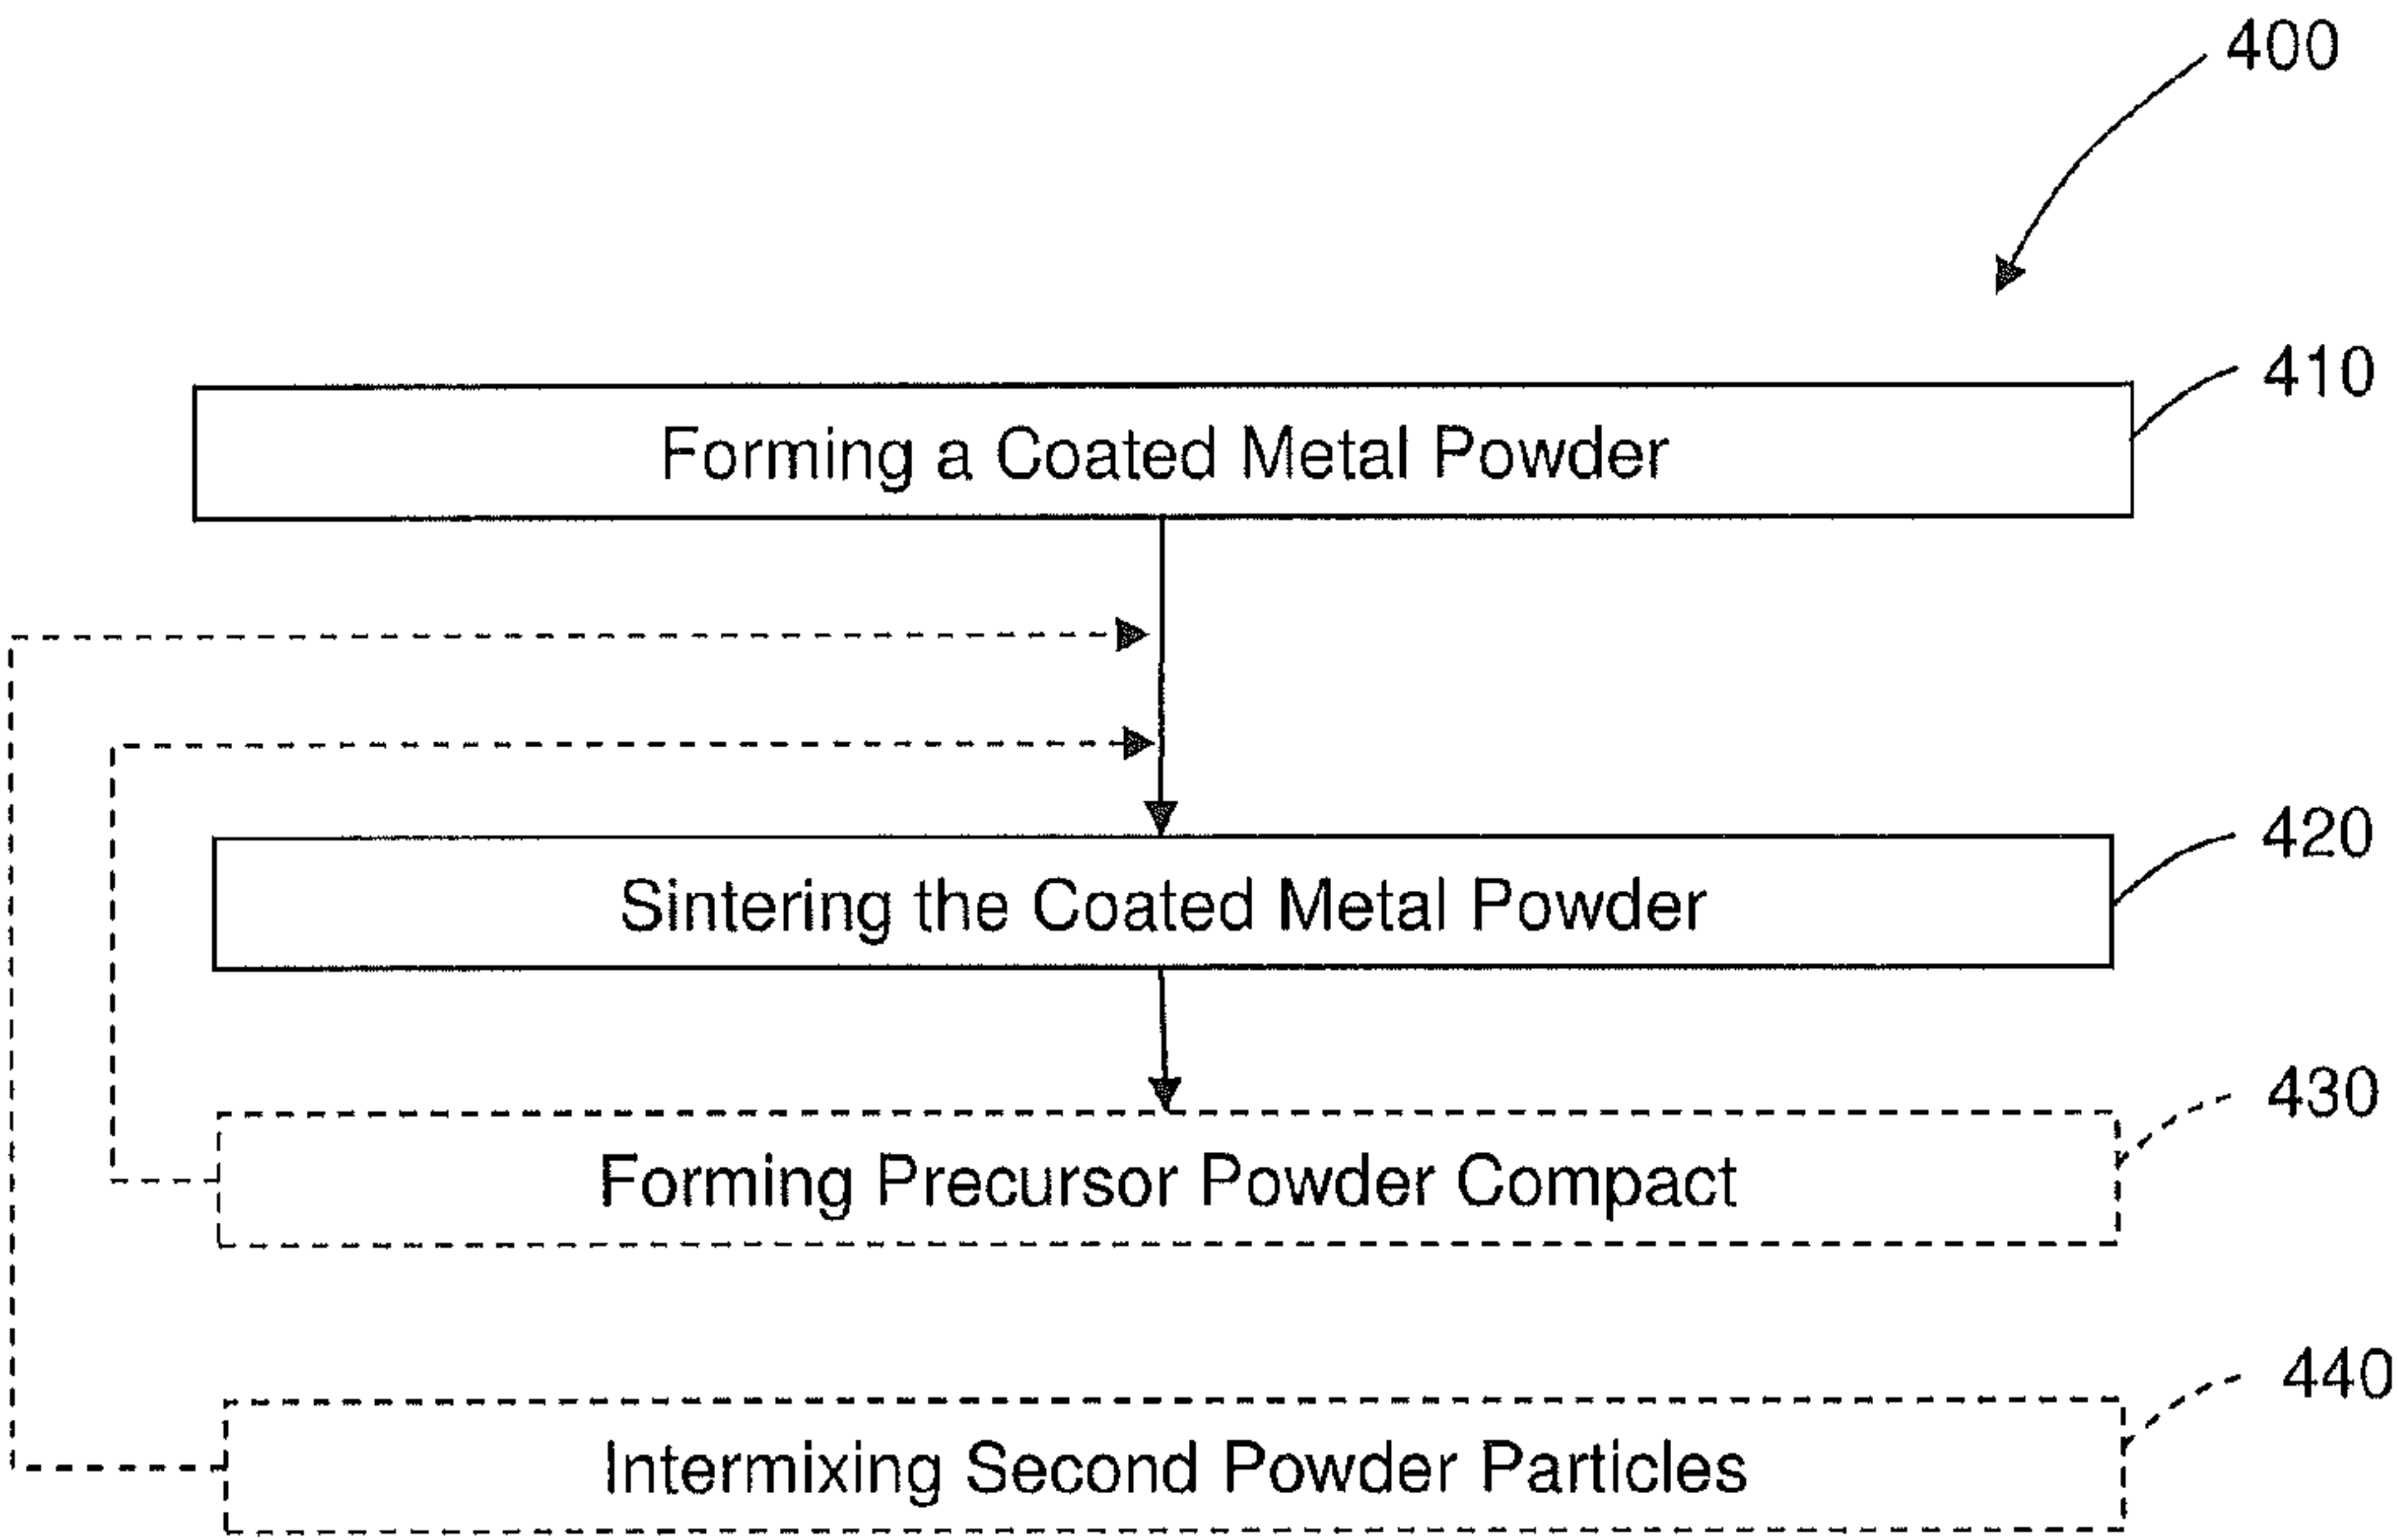 400
410
Forming a Coated Metal Powder
420
Sintering the Coated Metal Powder
430
Forming Precursor Powder Compact
440
Intermixing Second Powder Particles